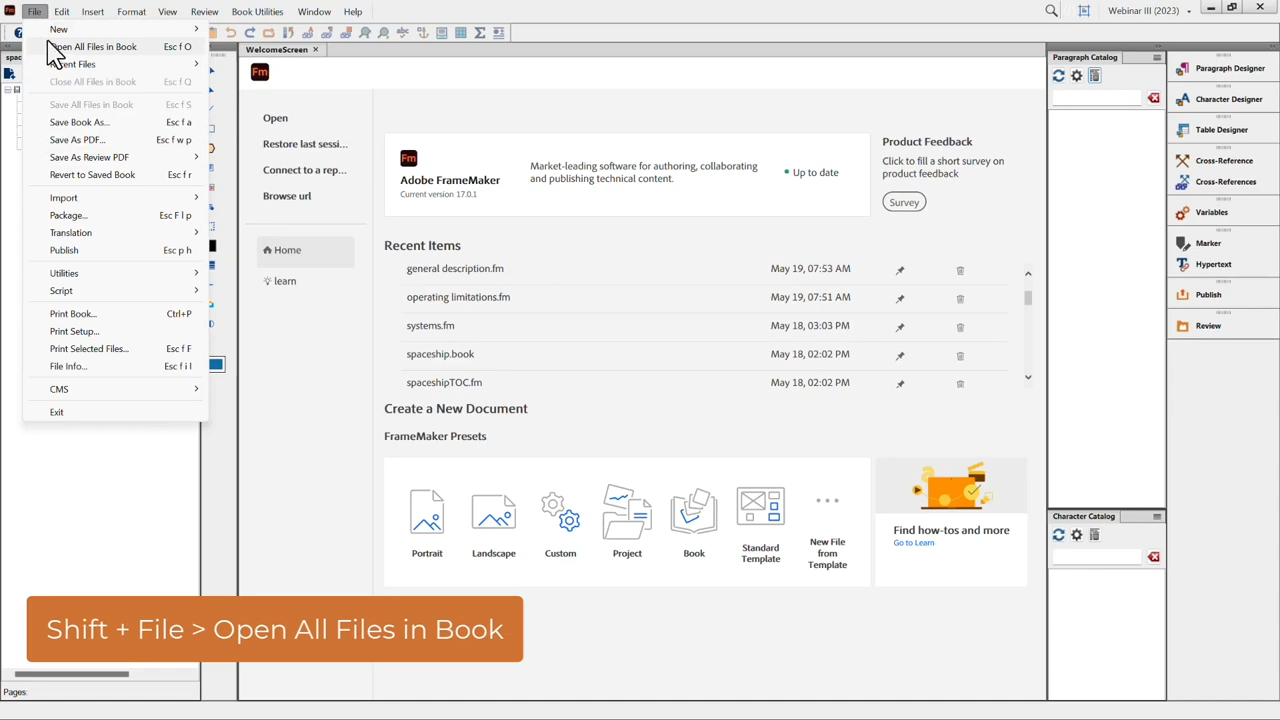 File Edit Insert Format View Review Book Utilities Window Help
Webinar III (2023)
New
Open All Files in Book Esc f O
Recent Files
Close All Files in Book Esc f Q
Save All Files in Book Esc f S
Save Book As... Esc f a
Save As PDF... Esc f w p
Save As Review PDF
Revert to Saved Book Esc f r
Import
Package... Esc F l p
Translation
Publish Esc p h
Utilities
Script
Print Book... Ctrl+P
Print Setup...
Print Selected Files... Esc f F
File Info... Esc f i l
CMS
Exit
Pages:
WelcomeScreen
Fm
Open
Restore last sessi...
Connect to a rep...
Browse url
Home
learn
Fm
Adobe FrameMaker
Current version 17.0.1
Market-leading software for authoring, collaborating
and publishing technical content.
Up to date
Product Feedback
Click to fill a short survey on
product feedback
Survey
Recent Items
general description.fm May 19, 07:53 AM
operating limitations.fm May 19, 07:51 AM
systems.fm May 18, 03:03 PM
spaceship.book May 18, 02:02 PM
spaceshipTOC.fm May 18, 02:02 PM
Create a New Document
FrameMaker Presets
Portrait
Landscape
Custom
Project
Book
Standard
Template
New File
from
Template
Find how-tos and more
Go to Learn
Paragraph Catalog
Character Catalog
Paragraph Designer
Character Designer
Table Designer
Cross-Reference
Cross-References
Variables
Marker
Hypertext
Publish
Review
Shift + File > Open All Files in Book